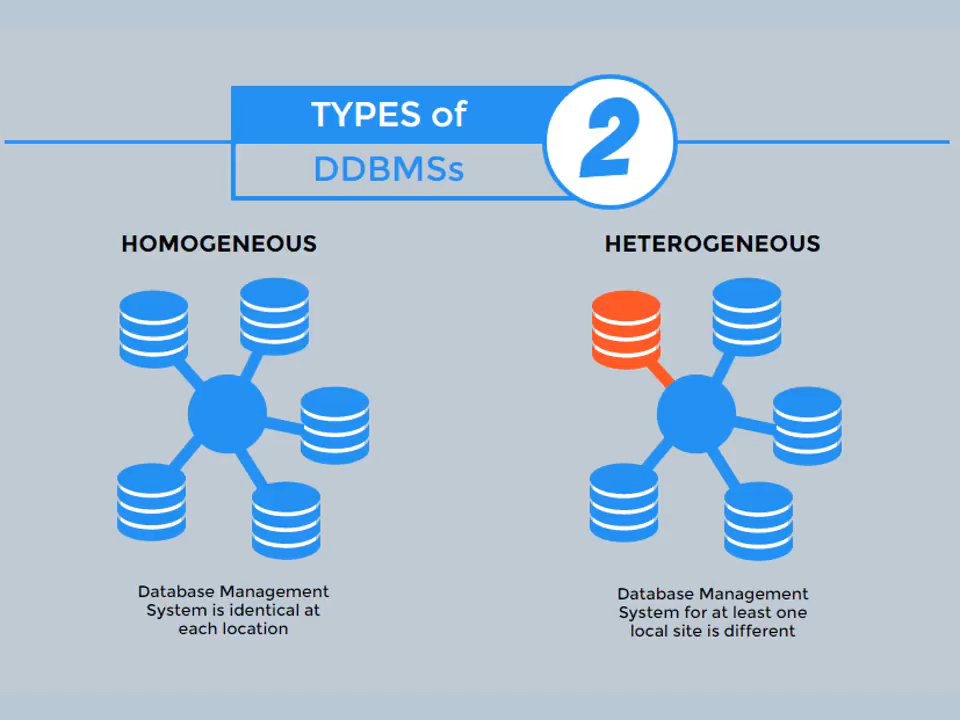 TYPES of
DDBMSs
2
HOMOGENEOUS
HETEROGENEOUS
Database Management
System is identical at
each location
Database Management
System for at least one
local site is different